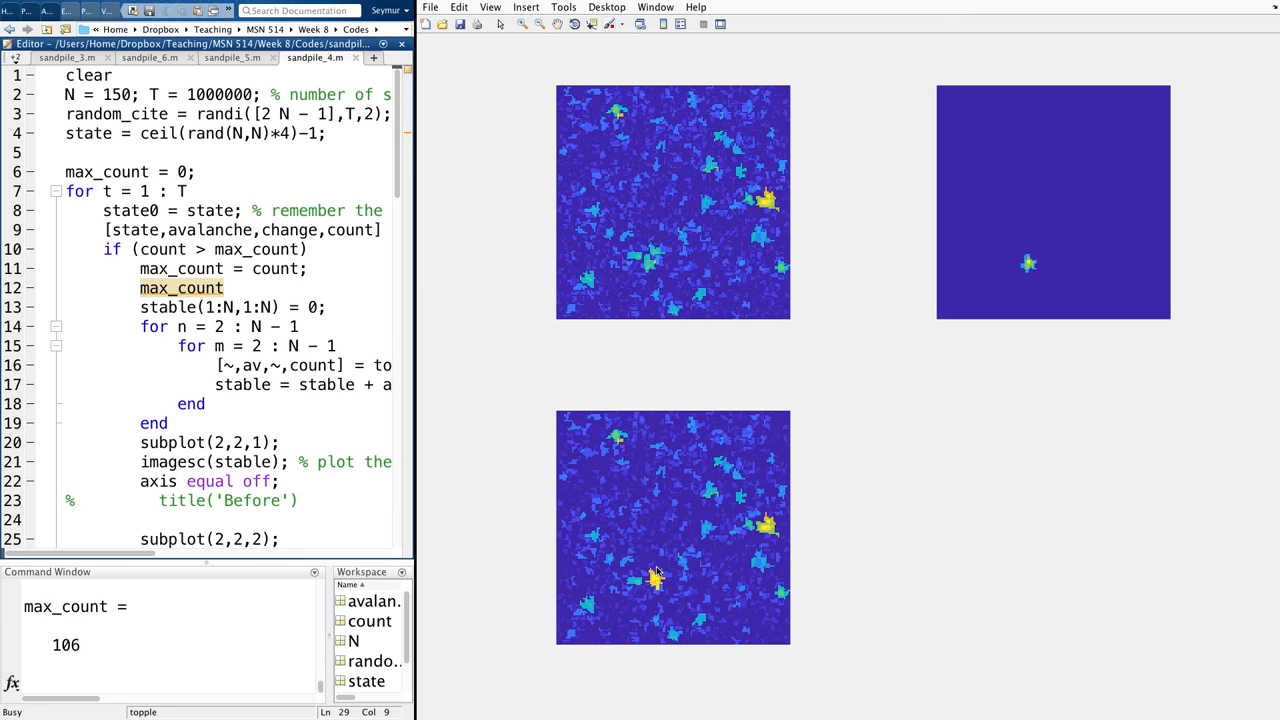 H... P... A... E... P... V...
Search Documentation
Seymur
Home Dropbox Teaching MSN 514 Week 8 Codes
Editor - /Users/Home/Dropbox/Teaching/MSN 514/Week 8/Codes/sandpil...
+2 sandpile_3.m sandpile_6.m sandpile_5.m sandpile_4.m
1 clear
2 N = 150; T = 1000000; % number of s
3 random_cite = randi([2 N - 1],T,2);
4 state = ceil(rand(N,N)*4)-1;
5
6 max_count = 0;
7 for t = 1 : T
8 state0 = state; % remember the
9 [state,avalanche,change,count]
10 if (count > max_count)
11 max_count = count;
12 max_count
13 stable(1:N,1:N) = 0;
14 for n = 2 : N - 1
15 for m = 2 : N - 1
16 [~,av,~,count] = to
17 stable = stable + a
18 end
19 end
20 subplot(2,2,1);
21 imagesc(stable); % plot the
22 axis equal off;
23 % title('Before')
24
25 subplot(2,2,2);
Command Window
max_count =
106
fx
Workspace
Name
avalan...
count
N
rando...
state
Busy topple Ln 29 Col 9
File Edit View Insert Tools Desktop Window Help